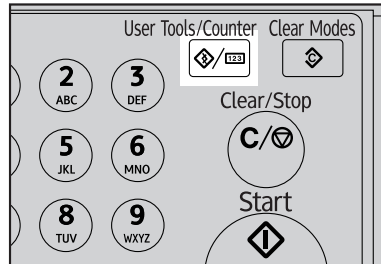 User Tools/Counter Clear Modes
/123
C
2 3
ABC DEF
Clear/Stop
C/
5 6
JKL MNO
Start
8 9
TUV WXYZ